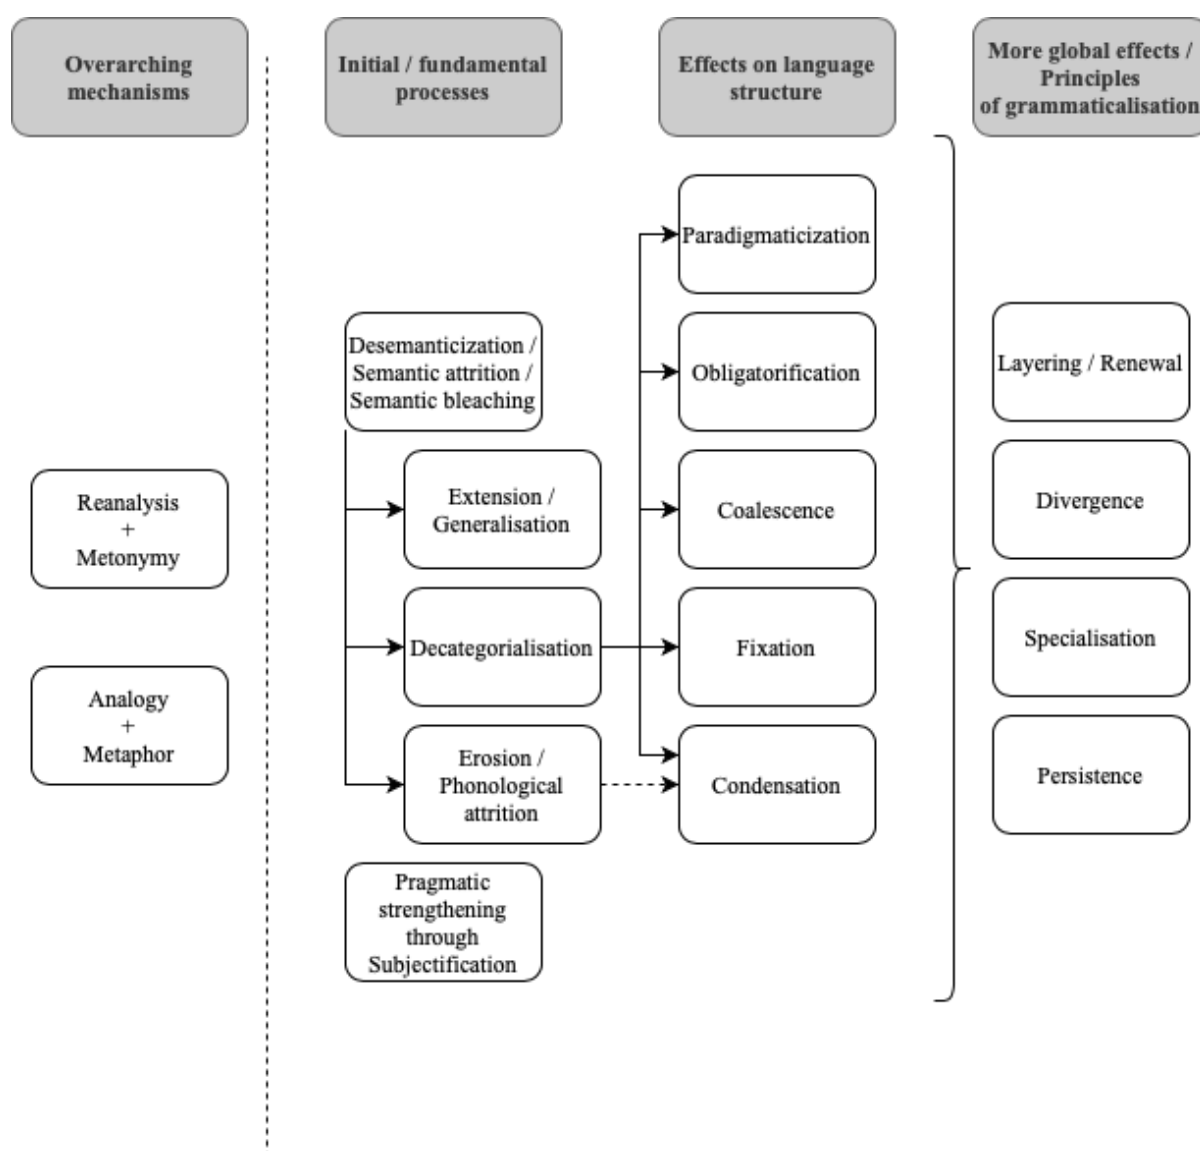 Overarching
mechanisms
Initial / fundamental
processes
Effects on language
structure
More global effects /
Principles
of grammaticalisation
Reanalysis
+
Metonymy
Analogy
+
Metaphor
Desemanticization /
Semantic attrition /
Semantic bleaching
Extension /
Generalisation
Decategorialisation
Erosion /
Phonological
attrition
Pragmatic
strengthening
through
Subjectification
Paradigmaticization
Obligatorification
Coalescence
Fixation
Condensation
Layering / Renewal
Divergence
Specialisation
Persistence